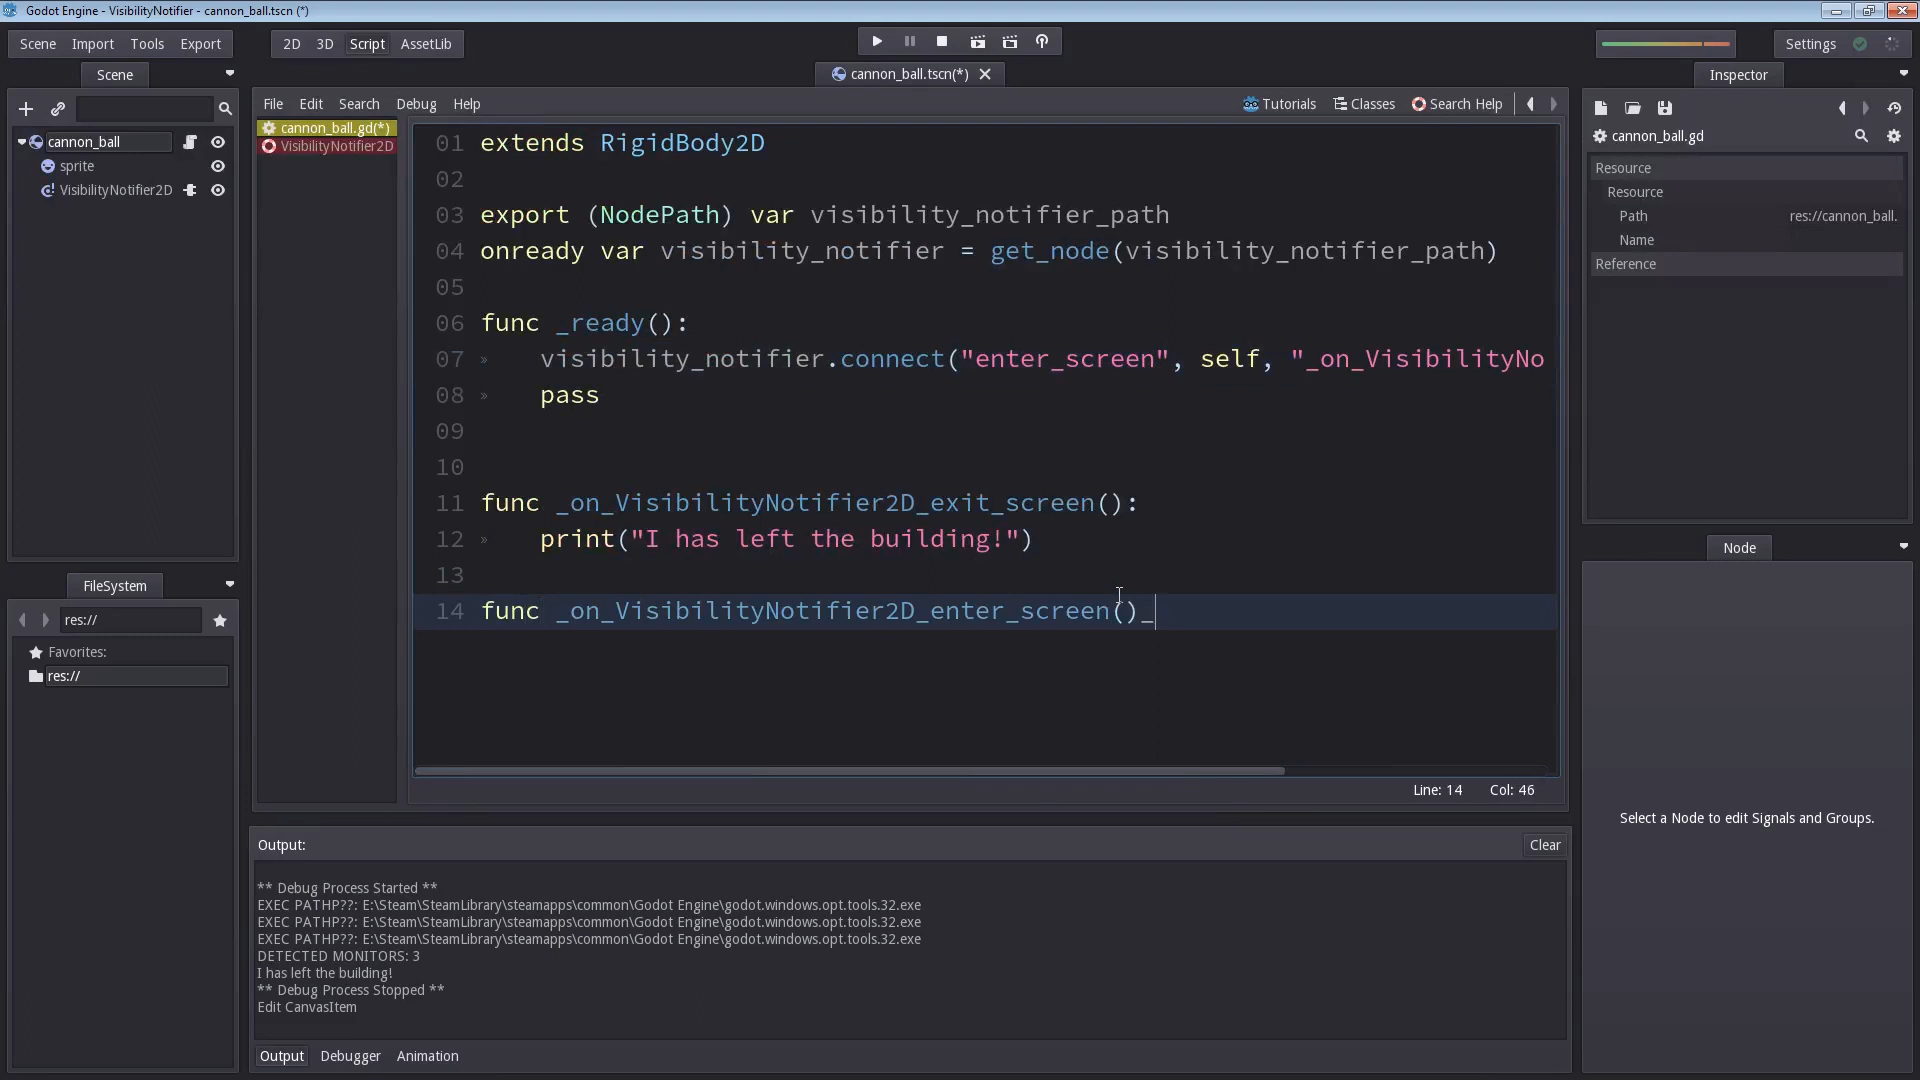 Godot Engine - VisibilityNotifier - cannon_ball.tscn (*)
Scene Import Tools Export
2D 3D Script AssetLib
Settings
Scene
cannon_ball.tscn(*)
Inspector
File Edit Search Debug Help
Tutorials Classes Search Help
cannon_ball
sprite
VisibilityNotifier2D
cannon_ball.gd(*)
VisibilityNotifier2D
01 extends RigidBody2D
02
03 export (NodePath) var visibility_notifier_path
04 onready var visibility_notifier = get_node(visibility_notifier_path)
05
06 func _ready():
07 » visibility_notifier.connect("enter_screen", self, "_on_VisibilityNo
08 » pass
09
10
11 func _on_VisibilityNotifier2D_exit_screen():
12 » print("I has left the building!")
13
14 func _on_VisibilityNotifier2D_enter_screen()_
Line: 14 Col: 46
cannon_ball.gd
Resource
Resource
Path res://cannon_ball.
Name
Reference
Node
Select a Node to edit Signals and Groups.
FileSystem
res://
Favorites:
res://
Output:
Clear
** Debug Process Started **
EXEC PATHP??: E:\Steam\SteamLibrary\steamapps\common\Godot Engine\godot.windows.opt.tools.32.exe
EXEC PATHP??: E:\Steam\SteamLibrary\steamapps\common\Godot Engine\godot.windows.opt.tools.32.exe
EXEC PATHP??: E:\Steam\SteamLibrary\steamapps\common\Godot Engine\godot.windows.opt.tools.32.exe
DETECTED MONITORS: 3
I has left the building!
** Debug Process Stopped **
Edit CanvasItem
Output Debugger Animation